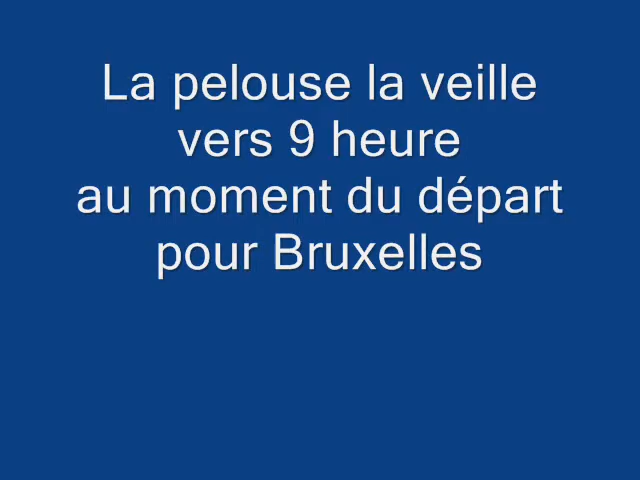 La pelouse la veille
vers 9 heure
au moment du départ
pour Bruxelles